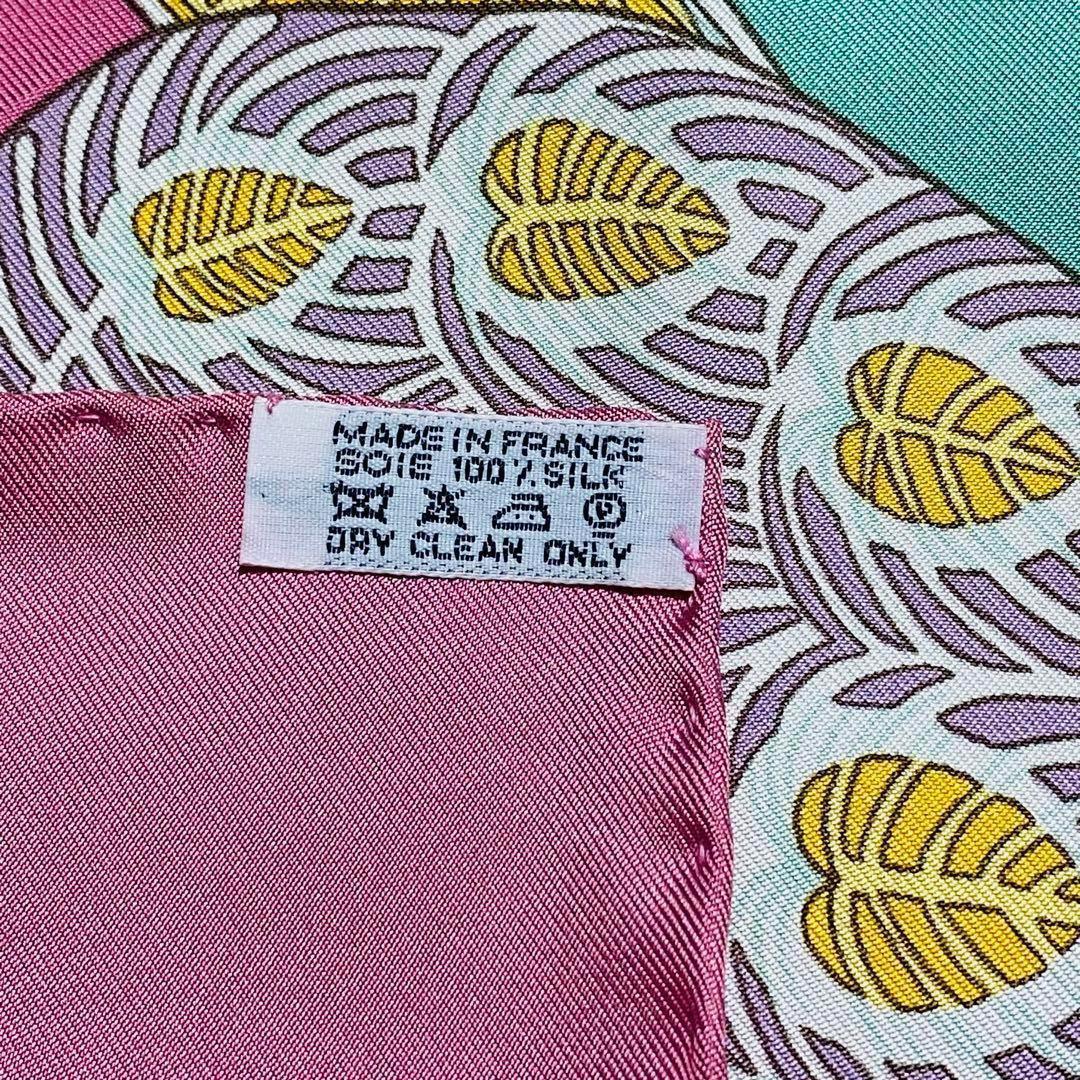 MADE IN FRANCE
SOIE 100% SILK
DRY CLEAN ONLY